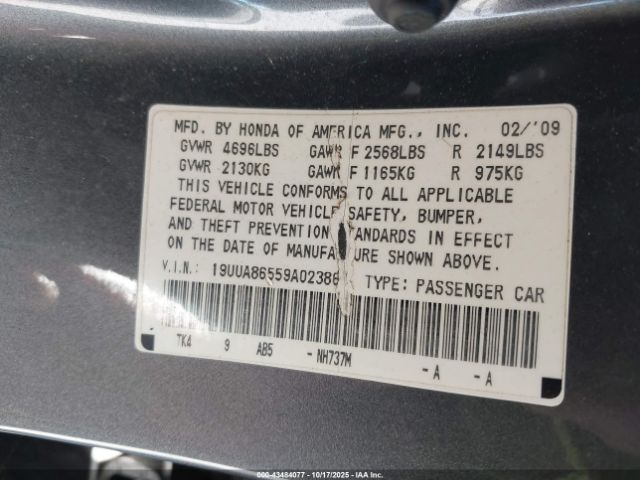 MFD. BY HONDA OF AMERICA MFG., INC. 02/'09
GVWR 4696LBS GAWR F 2568LBS R 2149LBS
GVWR 2130KG GAWR F 1165KG R 975KG
THIS VEHICLE CONFORMS TO ALL APPLICABLE
FEDERAL MOTOR VEHICLE SAFETY, BUMPER,
AND THEFT PREVENTION STANDARDS IN EFFECT
ON THE DATE OF MANUFACTURE SHOWN ABOVE.
V.I.N.: TYPE: PASSENGER CAR
TK4 9 AB5 -NH737M -A -A
000-43484077 - 10/17/2025 - IAA Inc.